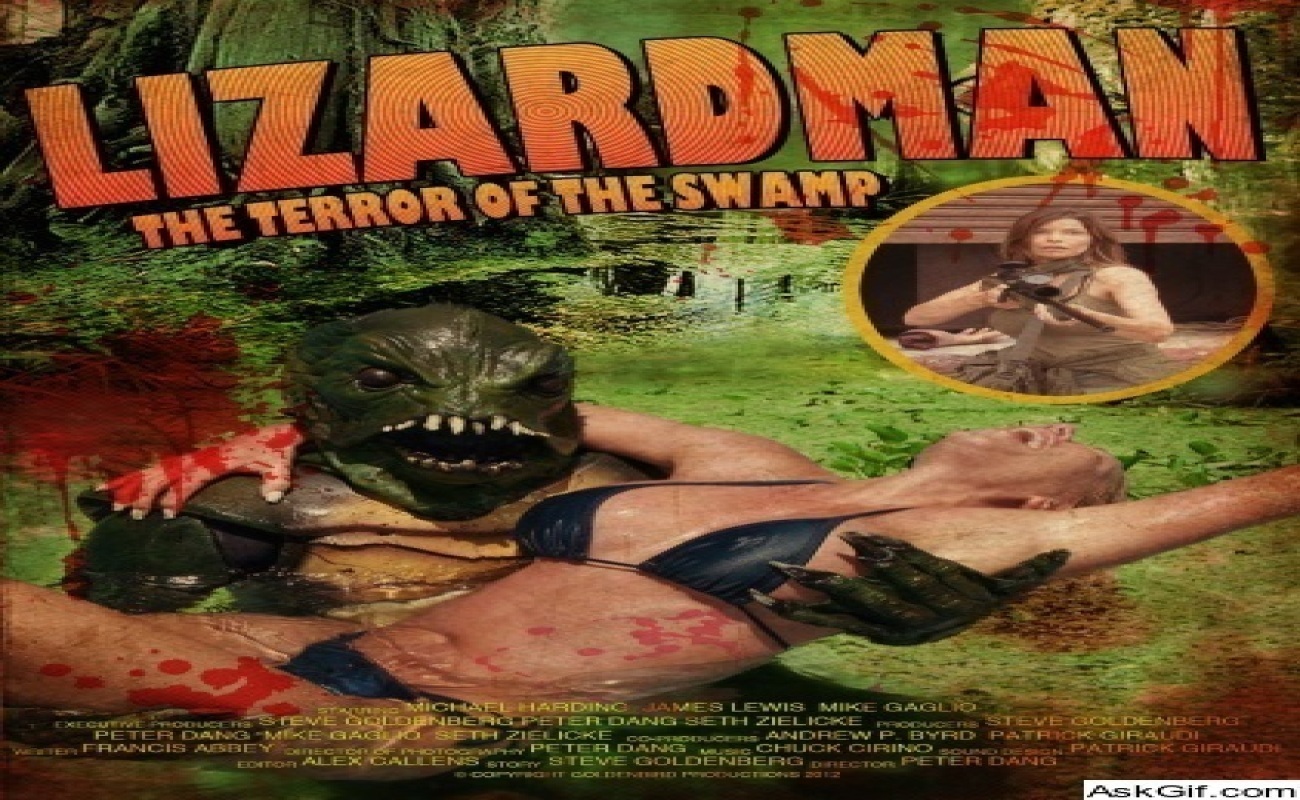 LIZARDMAN
THE TERROR OF THE SWAMP
STARRING MICHAEL HARDING JAMES LEWIS MIKE GAGLIO
EXECUTIVE PRODUCERS STEVE GOLDENBERG PETER DANG SETH ZIELICKE PRODUCERS STEVE GOLDENBERG
PETER DANG MIKE GAGLIO SETH ZIELICKE CO-PRODUCERS ANDREW P. BYRD PATRICK GIRAUDI
WRITER FRANCIS ABBEY DIRECTOR OF PHOTOGRAPHY PETER DANG MUSIC CHUCK CIRINO SOUND DESIGN PATRICK GIRAUDI
EDITOR ALEX CALLENS STORY STEVE GOLDENBERG DIRECTOR PETER DANG
© COPYRIGHT GOLDENBIRD PRODUCTIONS 2012
AskGif.com